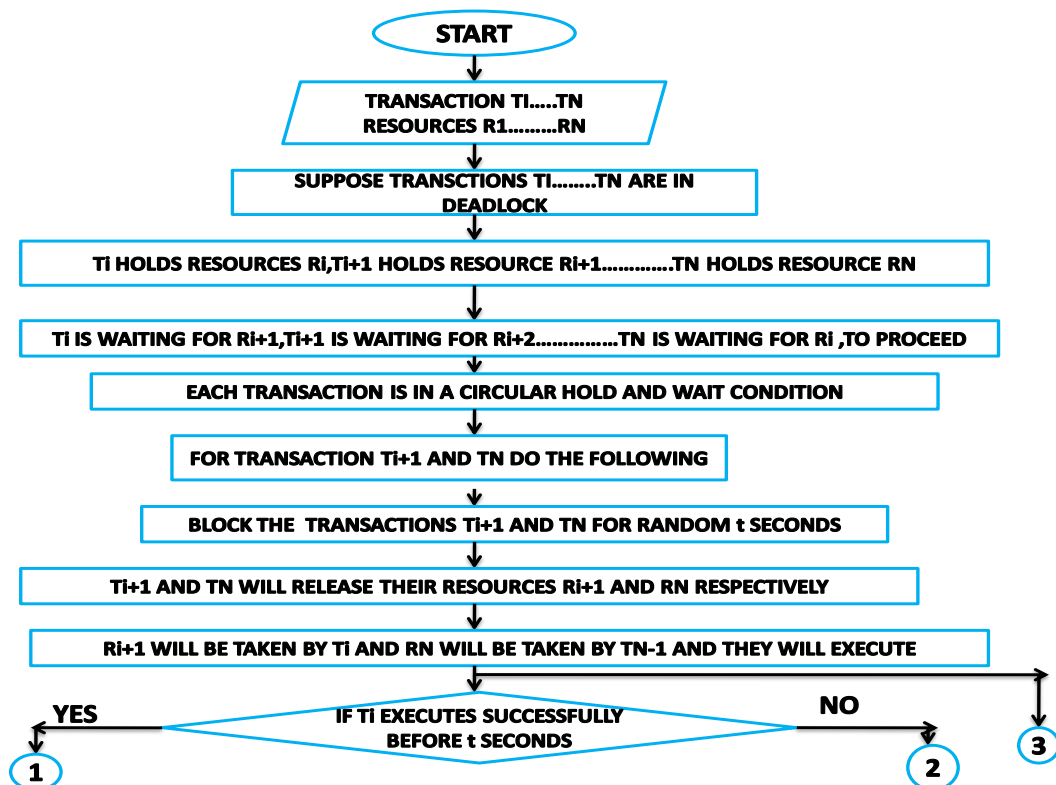 START
TRANSACTION Ti.....TN
RESOURCES R1.........RN
SUPPOSE TRANSCTIONS Ti........TN ARE IN
DEADLOCK
Ti HOLDS RESOURCES Ri,Ti+1 HOLDS RESOURCE Ri+1.............TN HOLDS RESOURCE RN
Ti IS WAITING FOR Ri+1,Ti+1 IS WAITING FOR Ri+2...............TN IS WAITING FOR Ri ,TO PROCEED
EACH TRANSACTION IS IN A CIRCULAR HOLD AND WAIT CONDITION
FOR TRANSACTION Ti+1 AND TN DO THE FOLLOWING
BLOCK THE TRANSACTIONS Ti+1 AND TN FOR RANDOM t SECONDS
Ti+1 AND TN WILL RELEASE THEIR RESOURCES Ri+1 AND RN RESPECTIVELY
Ri+1 WILL BE TAKEN BY Ti AND RN WILL BE TAKEN BY TN-1 AND THEY WILL EXECUTE
YES
IF Ti EXECUTES SUCCESSFULLY
BEFORE t SECONDS
NO
1
2
3